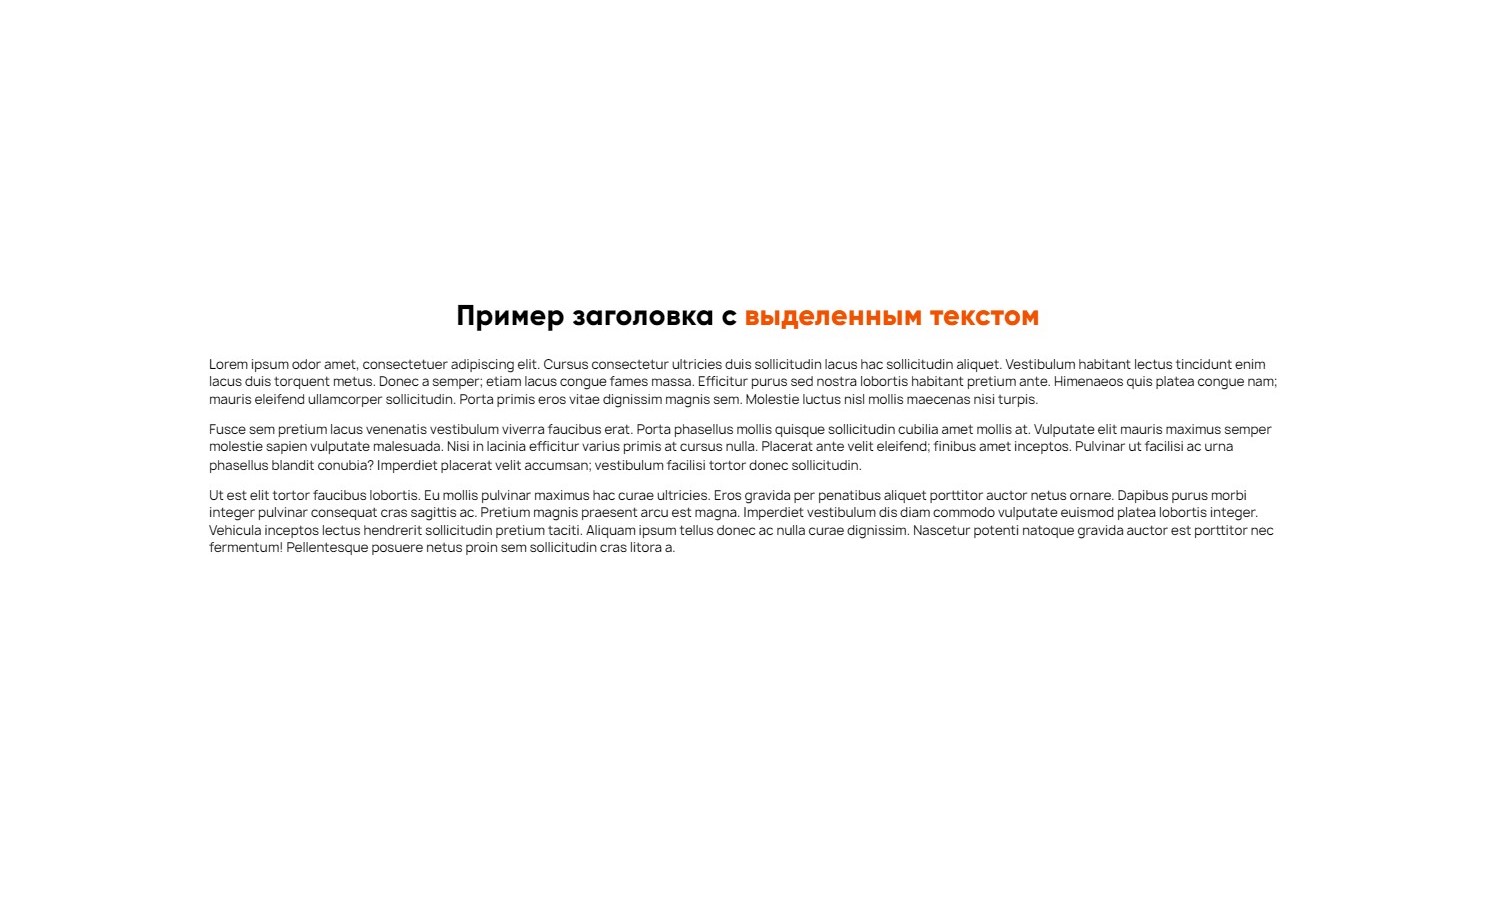 Пример заголовка с выделенным текстом
Lorem ipsum odor amet, consectetuer adipiscing elit. Cursus consectetur ultricies duis sollicitudin lacus hac sollicitudin aliquet. Vestibulum habitant lectus tincidunt enim
lacus duis torquent metus. Donec a semper; etiam lacus congue fames massa. Efficitur purus sed nostra lobortis habitant pretium ante. Himenaeos quis platea congue nam;
mauris eleifend ullamcorper sollicitudin. Porta primis eros vitae dignissim magnis sem. Molestie luctus nisl mollis maecenas nisi turpis.
Fusce sem pretium lacus venenatis vestibulum viverra faucibus erat. Porta phasellus mollis quisque sollicitudin cubilia amet mollis at. Vulputate elit mauris maximus semper
molestie sapien vulputate malesuada. Nisi in lacinia efficitur varius primis at cursus nulla. Placerat ante velit eleifend; finibus amet inceptos. Pulvinar ut facilisi ac urna
phasellus blandit conubia? Imperdiet placerat velit accumsan; vestibulum facilisi tortor donec sollicitudin.
Ut est elit tortor faucibus lobortis. Eu mollis pulvinar maximus hac curae ultricies. Eros gravida per penatibus aliquet porttitor auctor netus ornare. Dapibus purus morbi
integer pulvinar consequat cras sagittis ac. Pretium magnis praesent arcu est magna. Imperdiet vestibulum dis diam commodo vulputate euismod platea lobortis integer.
Vehicula inceptos lectus hendrerit sollicitudin pretium taciti. Aliquam ipsum tellus donec ac nulla curae dignissim. Nascetur potenti natoque gravida auctor est porttitor nec
fermentum! Pellentesque posuere netus proin sem sollicitudin cras litora a.